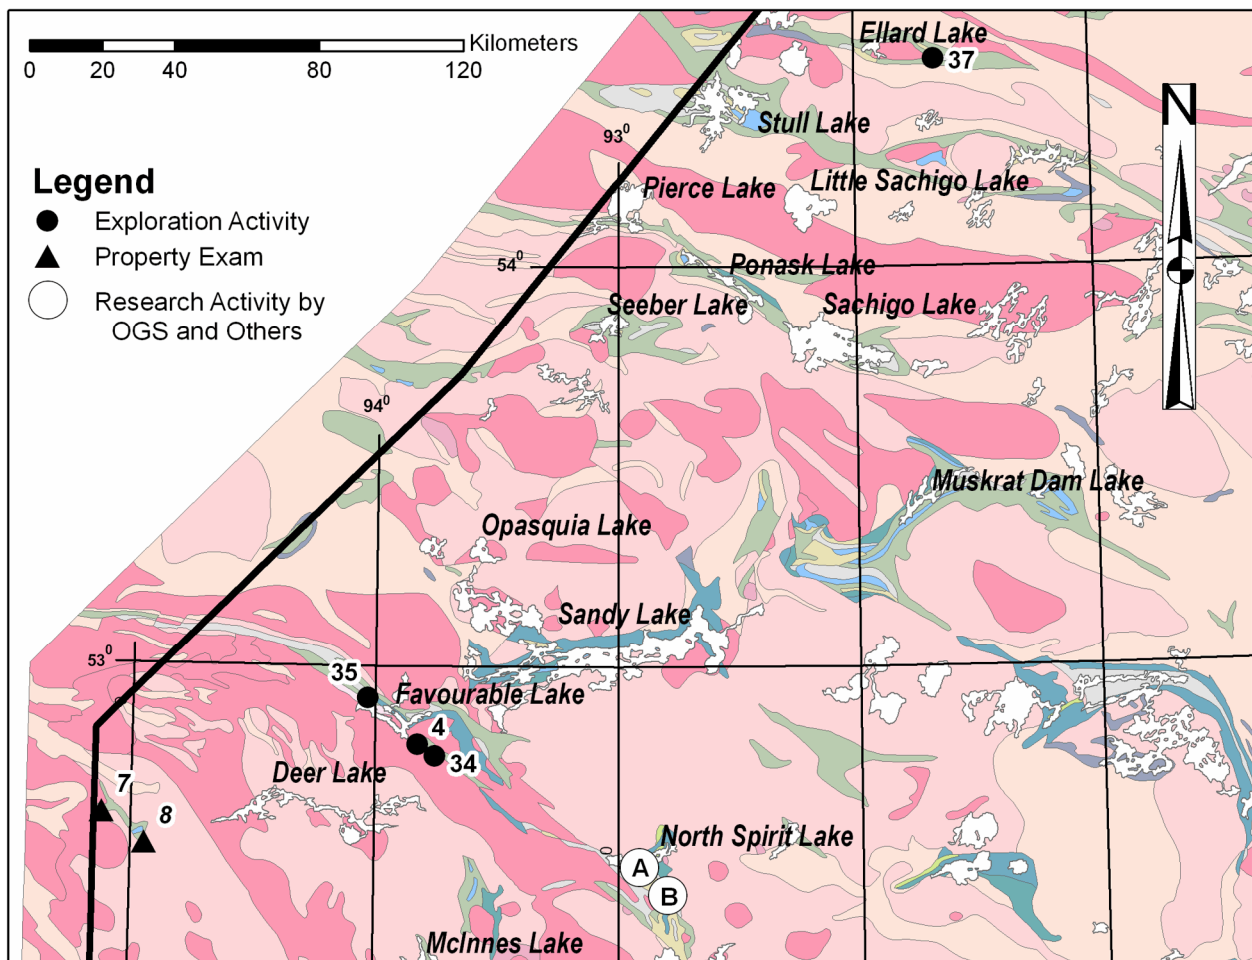 Kilometers
0 20 40 80 120
Ellard Lake
37
N
Stull Lake
93⁰
Legend
Pierce Lake
Little Sachigo Lake
Exploration Activity
Property Exam
54⁰
Ponask Lake
Research Activity by
OGS and Others
Seeber Lake
Sachigo Lake
94⁰
Muskrat Dam Lake
Opasquia Lake
Sandy Lake
53⁰
35
Favourable Lake
4
34
Deer Lake
7
8
North Spirit Lake
0
A
B
McInnes Lake